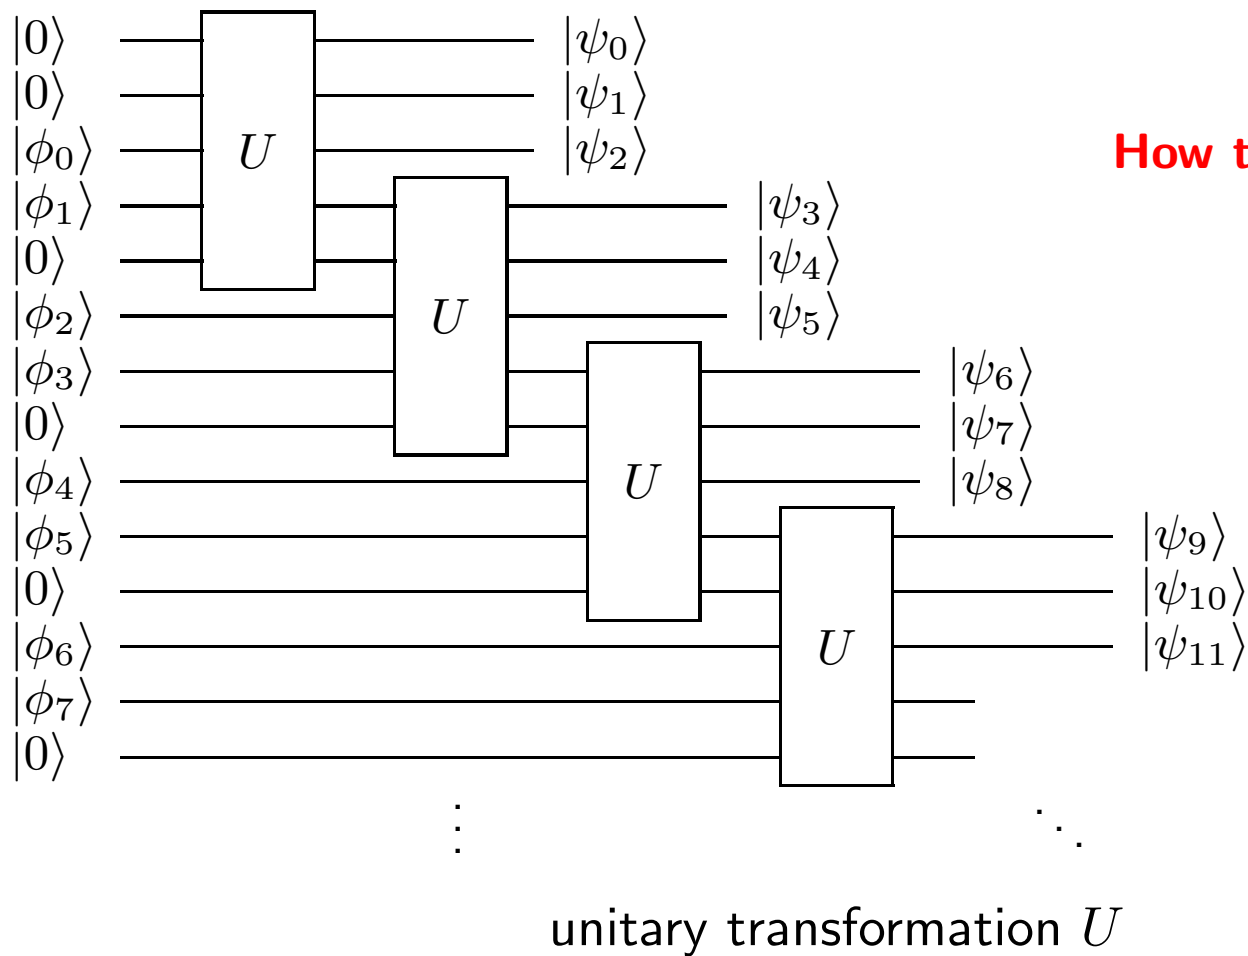 |0⟩ |ψ₀⟩
|0⟩ |ψ₁⟩
|ϕ₀⟩ U |ψ₂⟩ How t
|ϕ₁⟩ |ψ₃⟩
|0⟩ |ψ₄⟩
|ϕ₂⟩ U |ψ₅⟩
|ϕ₃⟩ |ψ₆⟩
|0⟩ |ψ₇⟩
|ϕ₄⟩ U |ψ₈⟩
|ϕ₅⟩ |ψ₉⟩
|0⟩ |ψ₁₀⟩
|ϕ₆⟩ U |ψ₁₁⟩
|ϕ₇⟩
|0⟩
⋮ ⋱
unitary transformation U